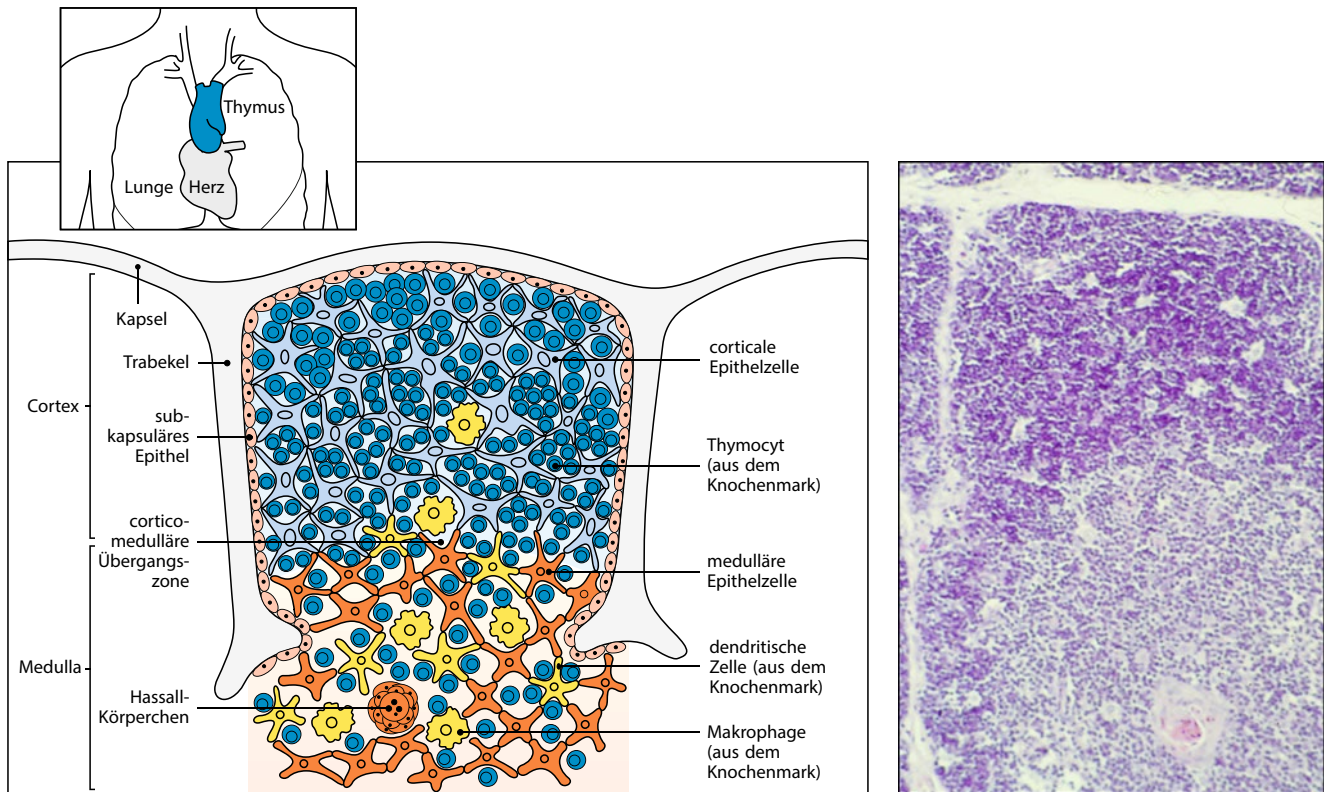 Thymus
Lunge
Herz
Kapsel
Trabekel
Cortex
sub-
kapsuläres
Epithel
cortico-
medulläre
Übergangs-
zone
Medulla
Hassall-
Körperchen
corticale
Epithelzelle
Thymocyt
(aus dem
Knochenmark)
medulläre
Epithelzelle
dendritische
Zelle (aus dem
Knochenmark)
Makrophage
(aus dem
Knochenmark)